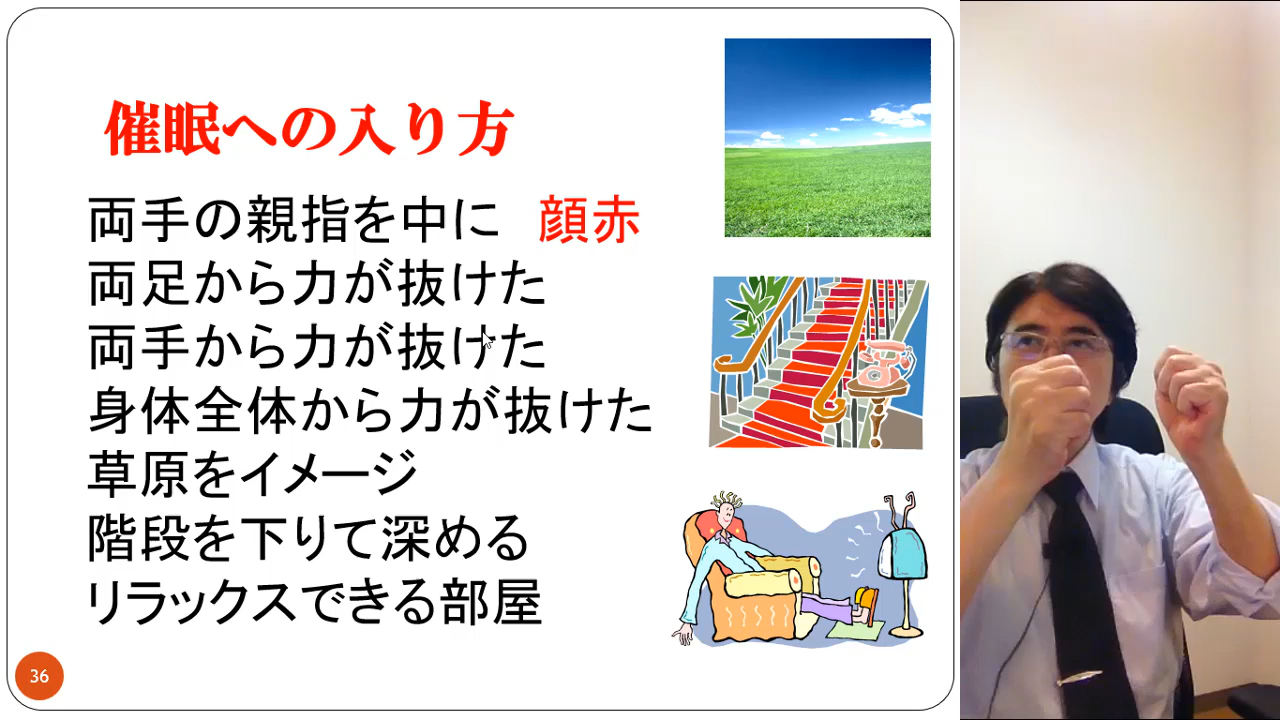 催眠への入り方
両手の親指を中に 顔赤
両足から力が抜けた
両手から力が抜けた
身体全体から力が抜けた
草原をイメージ
階段を下りて深める
リラックスできる部屋
36